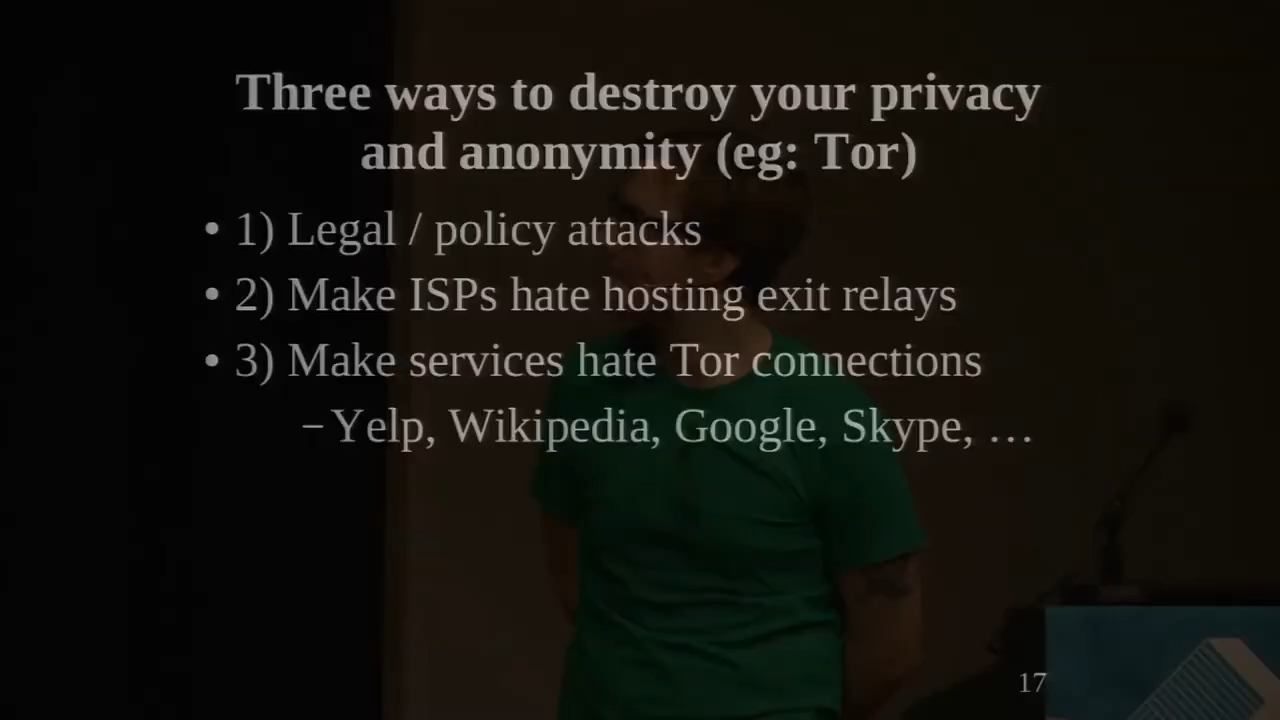 Three ways to destroy your privacy
and anonymity (eg: Tor)
• 1) Legal / policy attacks
• 2) Make ISPs hate hosting exit relays
• 3) Make services hate Tor connections
–Yelp, Wikipedia, Google, Skype, …
17